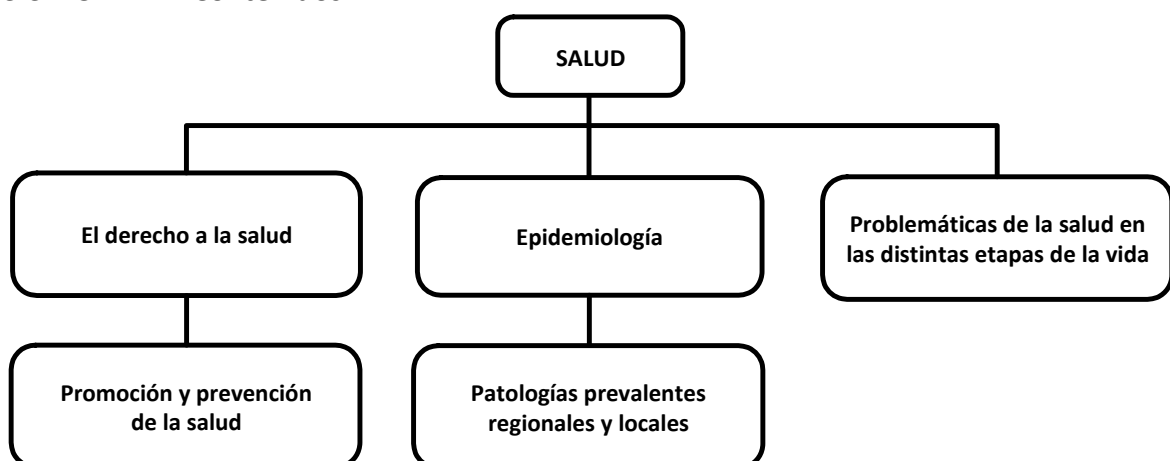 SALUD
El derecho a la salud
Epidemiología
Problemáticas de la salud en
las distintas etapas de la vida
Promoción y prevención
de la salud
Patologías prevalentes
regionales y locales